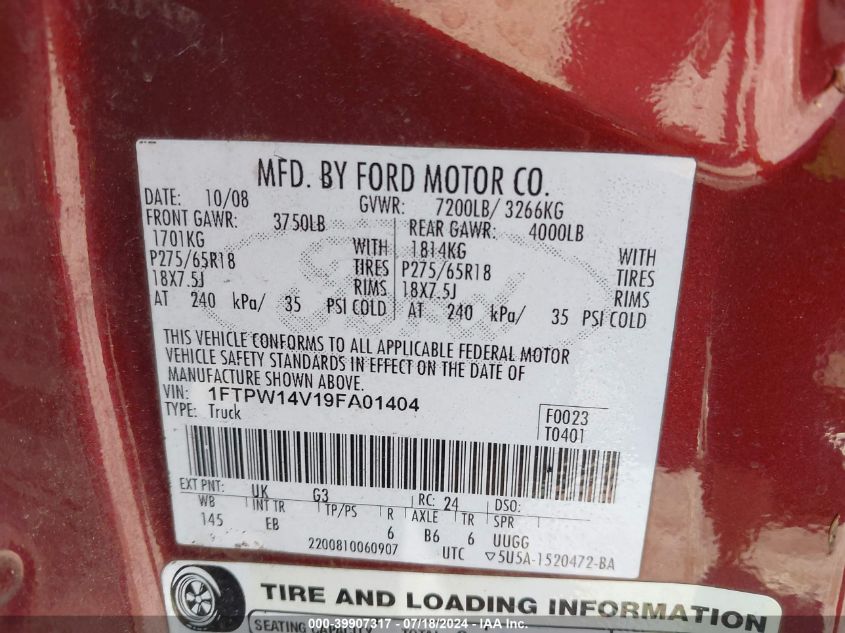 MFD. BY FORD MOTOR CO.
DATE: 10/08 GVWR: 7200LB/ 3266KG
FRONT GAWR: 3750LB REAR GAWR: 4000LB
1701KG WITH 1814KG WITH
P275/65R18 TIRES P275/65R18 TIRES
18X7.5J RIMS 18X7.5J RIMS
AT 240 kPa/ 35 PSI COLD AT 240 kPa/ 35 PSI COLD
THIS VEHICLE CONFORMS TO ALL APPLICABLE FEDERAL MOTOR
VEHICLE SAFETY STANDARDS IN EFFECT ON THE DATE OF
MANUFACTURE SHOWN ABOVE.
VIN: 1FTPW14V19FA01404
TYPE: Truck
F0023
T0401
EXT PNT: UK G3 RC: 24 DSO:
WB INT TR TP/PS R AXLE TR SPR
145 EB 6 B6 6 UUGG
9 2200810060907 UTC ▽5U5A-1520472-BA
TIRE AND LOADING INFORMATION
SEATING CAPACITY TOTAL
000-39907317 - 07/18/2024 - IAA Inc.